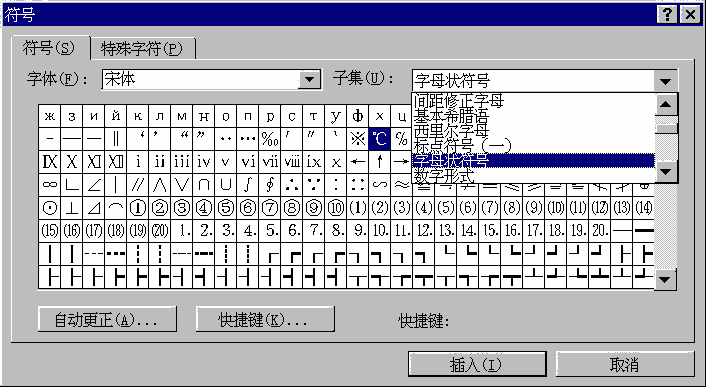 符号
符号(S) 特殊字符(P)
字体(F): 宋体 子集(U): 字母状符号
间距修正字母
基本希腊语
西里尔字母
标点符号 (一)
字母状符号
数字形式
ж з и й к л м н о п р с т у ф х ц
‰ ※ ℃ %
Ⅸ Ⅹ Ⅺ Ⅻ ⅰ ⅱ ⅲ ⅳ ⅴ ⅵ ⅶ ⅷ ⅸ ⅹ ← ↑ →
∞ ∟ ∠ ∣ ∥ ∧ ∨ ∩ ∪ ∫ ∮ ∴ ∵ ∶ ∷ ∽ ≈
⊙ ⊥ ⊿ ⌒ ① ② ③ ④ ⑤ ⑥ ⑦ ⑧ ⑨ ⑩ ⑴ ⑵ ⑶ ⑷ ⑸ ⑹ ⑺ ⑻ ⑼ ⑽ ⑾ ⑿ ⒀ ⒁
⒂ ⒃ ⒄ ⒅ ⒆ ⒇ ⒈ ⒉ ⒊ ⒋ ⒌ ⒍ ⒎ ⒏ ⒐ ⒑ ⒒ ⒓ ⒔ ⒕ ⒖ ⒗ ⒘ ⒙ ⒚ ⒛ ─ ━
自动更正(A)... 快捷键(K)... 快捷键:
插入(I) 取消